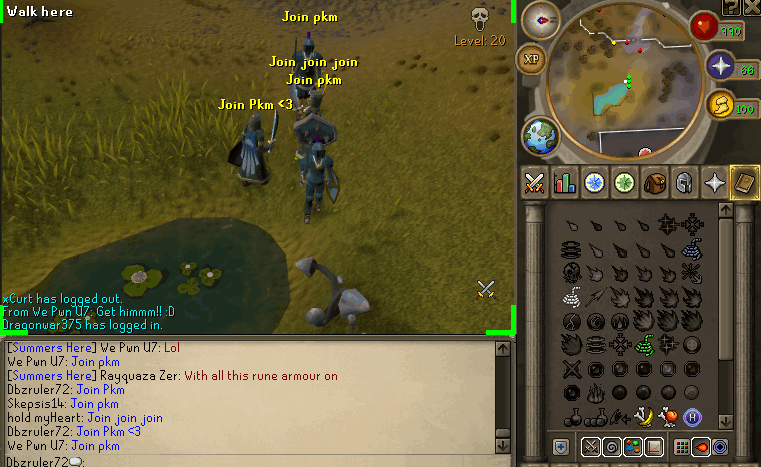 Walk here
Join pkm
Level: 20
Join join join
Join pkm
Join Pkm <3
XP
990
66
100
xCurt has logged out.
From We Pwn U7: Get himmm!! :D
Dragonwar375 has logged in.
[Summers Here] We Pwn U7: Lol
We Pwn U7: Join pkm
[Summers Here] Rayquaza Zer: With all this rune armour on
Dbzruler72: Join Pkm
Skepsis14: Join pkm
hold myHeart: Join join join
Dbzruler72: Join Pkm <3
We Pwn U7: Join pkm
Dbzruler72:
H